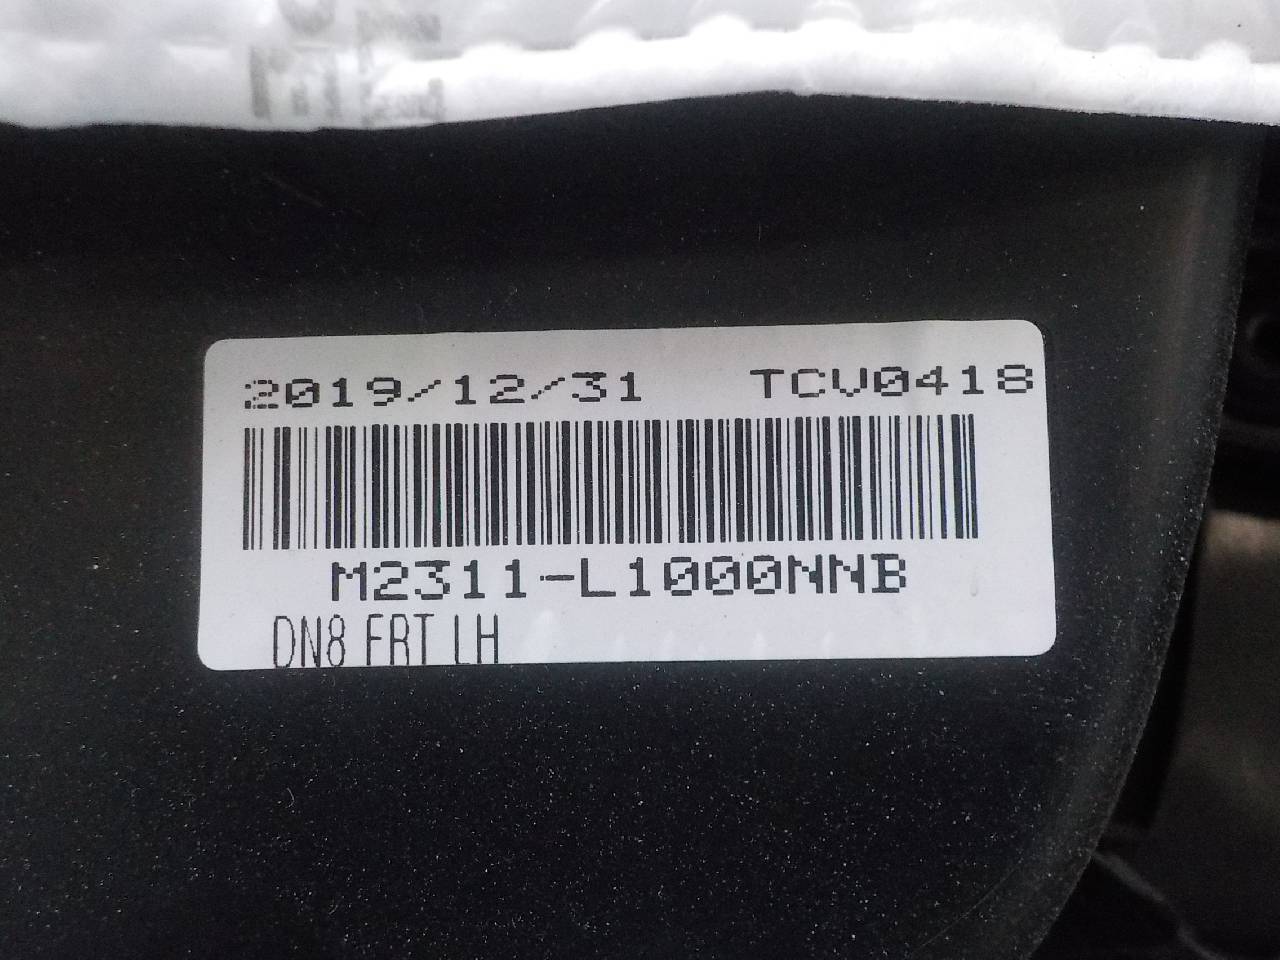 2019/12/31 TCV0418
M2311-L1000NNB
DN8 FRT LH